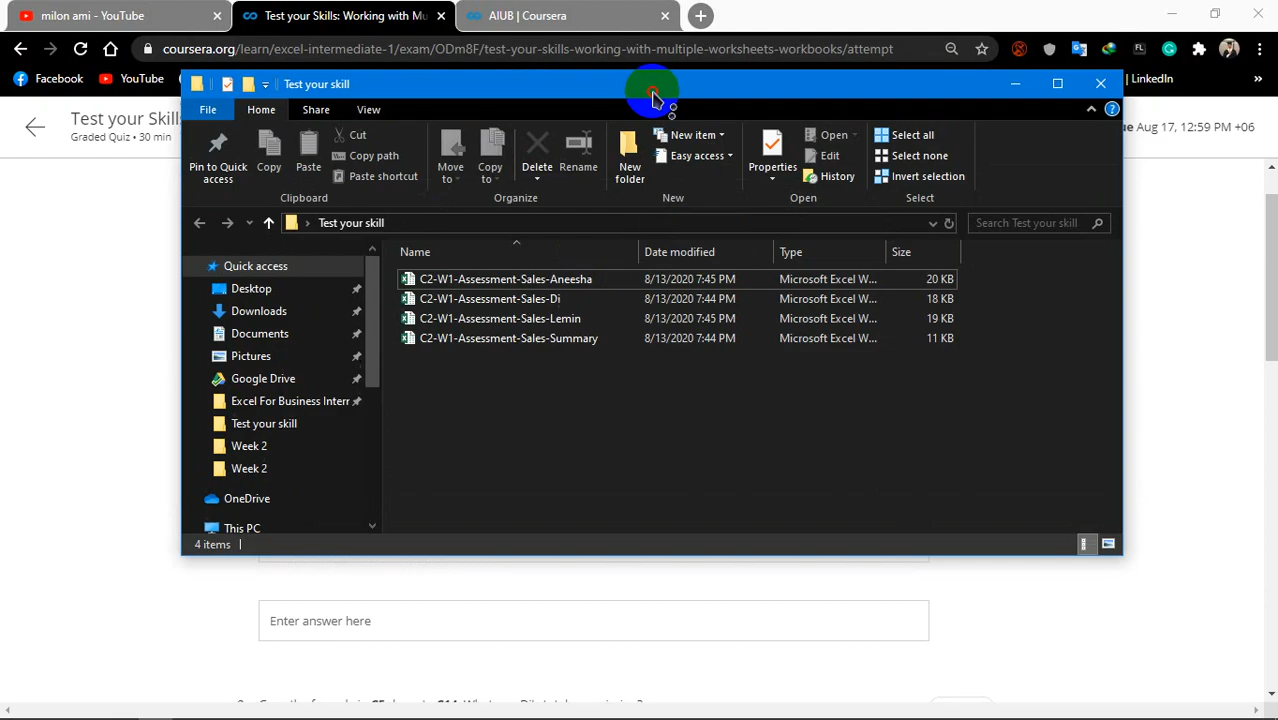 milon ami - YouTube
Test your Skills: Working with Mu
AIUB | Coursera
coursera.org/learn/excel-intermediate-1/exam/ODm8F/test-your-skills-working-with-multiple-worksheets-workbooks/attempt
Facebook
YouTube
LinkedIn
Test your Skill
Graded Quiz • 30 min
Aug 17, 12:59 PM +06
Test your skill
File
Home
Share
View
Pin to Quick access
Copy
Paste
Cut
Copy path
Paste shortcut
Clipboard
Move to
Copy to
Delete
Rename
Organize
New folder
New item
Easy access
New
Properties
Open
Edit
History
Open
Select all
Select none
Invert selection
Select
Test your skill
Search Test your skill
Name
Date modified
Type
Size
C2-W1-Assessment-Sales-Aneesha 8/13/2020 7:45 PM Microsoft Excel W... 20 KB
C2-W1-Assessment-Sales-Di 8/13/2020 7:44 PM Microsoft Excel W... 18 KB
C2-W1-Assessment-Sales-Lemin 8/13/2020 7:45 PM Microsoft Excel W... 19 KB
C2-W1-Assessment-Sales-Summary 8/13/2020 7:44 PM Microsoft Excel W... 11 KB
Quick access
Desktop
Downloads
Documents
Pictures
Google Drive
Excel For Business Interr
Test your skill
Week 2
Week 2
OneDrive
This PC
4 items
Enter answer here